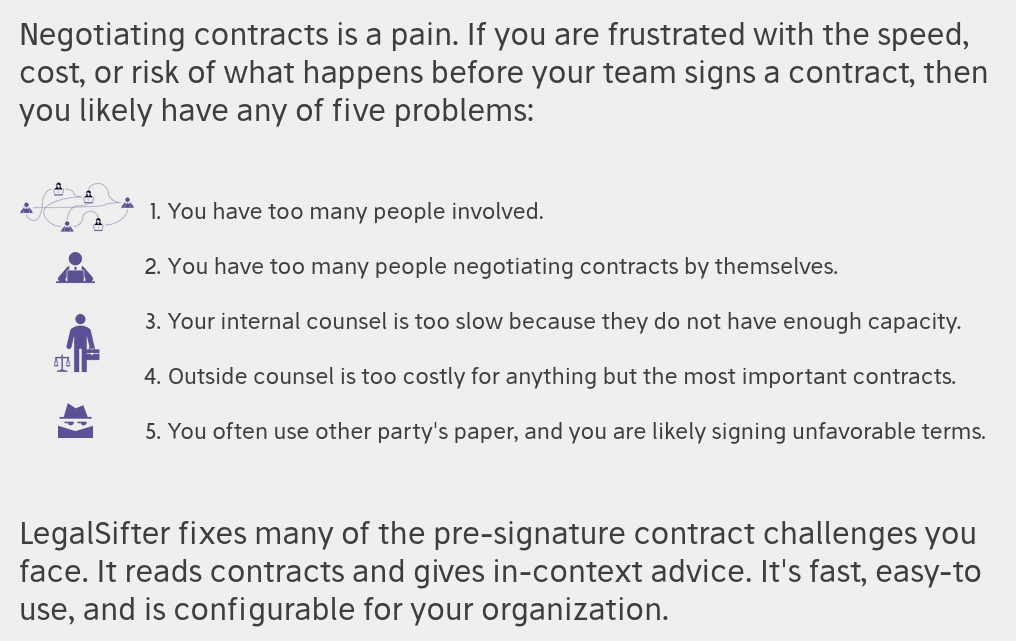 Negotiating contracts is a pain. If you are frustrated with the speed,
cost, or risk of what happens before your team signs a contract, then
you likely have any of five problems:
1. You have too many people involved.
2. You have too many people negotiating contracts by themselves.
3. Your internal counsel is too slow because they do not have enough capacity.
4. Outside counsel is too costly for anything but the most important contracts.
5. You often use other party's paper, and you are likely signing unfavorable terms.
LegalSifter fixes many of the pre-signature contract challenges you
face. It reads contracts and gives in-context advice. It's fast, easy-to
use, and is configurable for your organization.